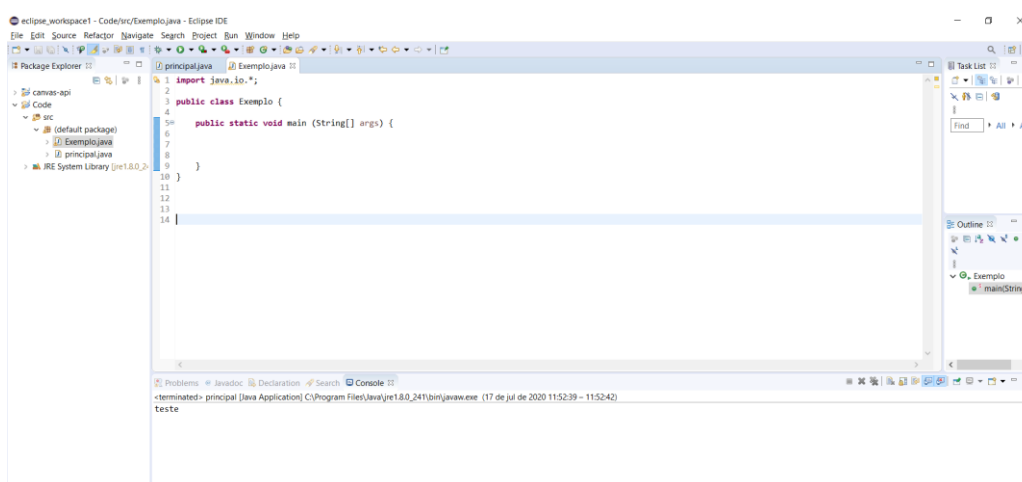 eclipse_workspace1 - Code/src/Exemplo.java - Eclipse IDE
File Edit Source Refactor Navigate Search Project Run Window Help
Package Explorer
canvas-api
Code
src
(default package)
Exemplo.java
principal.java
JRE System Library [jre1.8.0_2
principal.java Exemplo.java
1 import java.io.*;
2
3 public class Exemplo {
4
5 public static void main (String[] args) {
6
7
8
9 }
10 }
11
12
13
14
Task List
Find All
Outline
Exemplo
main(Strin
Problems Javadoc Declaration Search Console
<terminated> principal [Java Application] C:\Program Files\Java\jre1.8.0_241\bin\javaw.exe (17 de jul de 2020 11:52:39 – 11:52:42)
teste